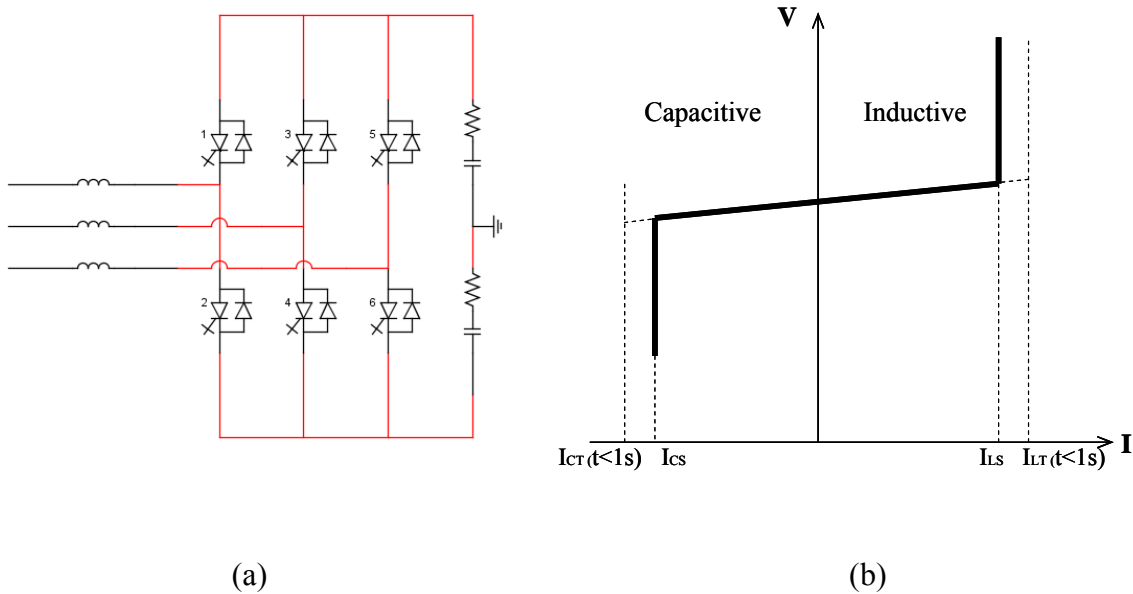 1
3
5
2
4
6
(a)
V
Capacitive
Inductive
I
ICT (t<1s)
ICS
ILS
ILT (t<1s)
(b)